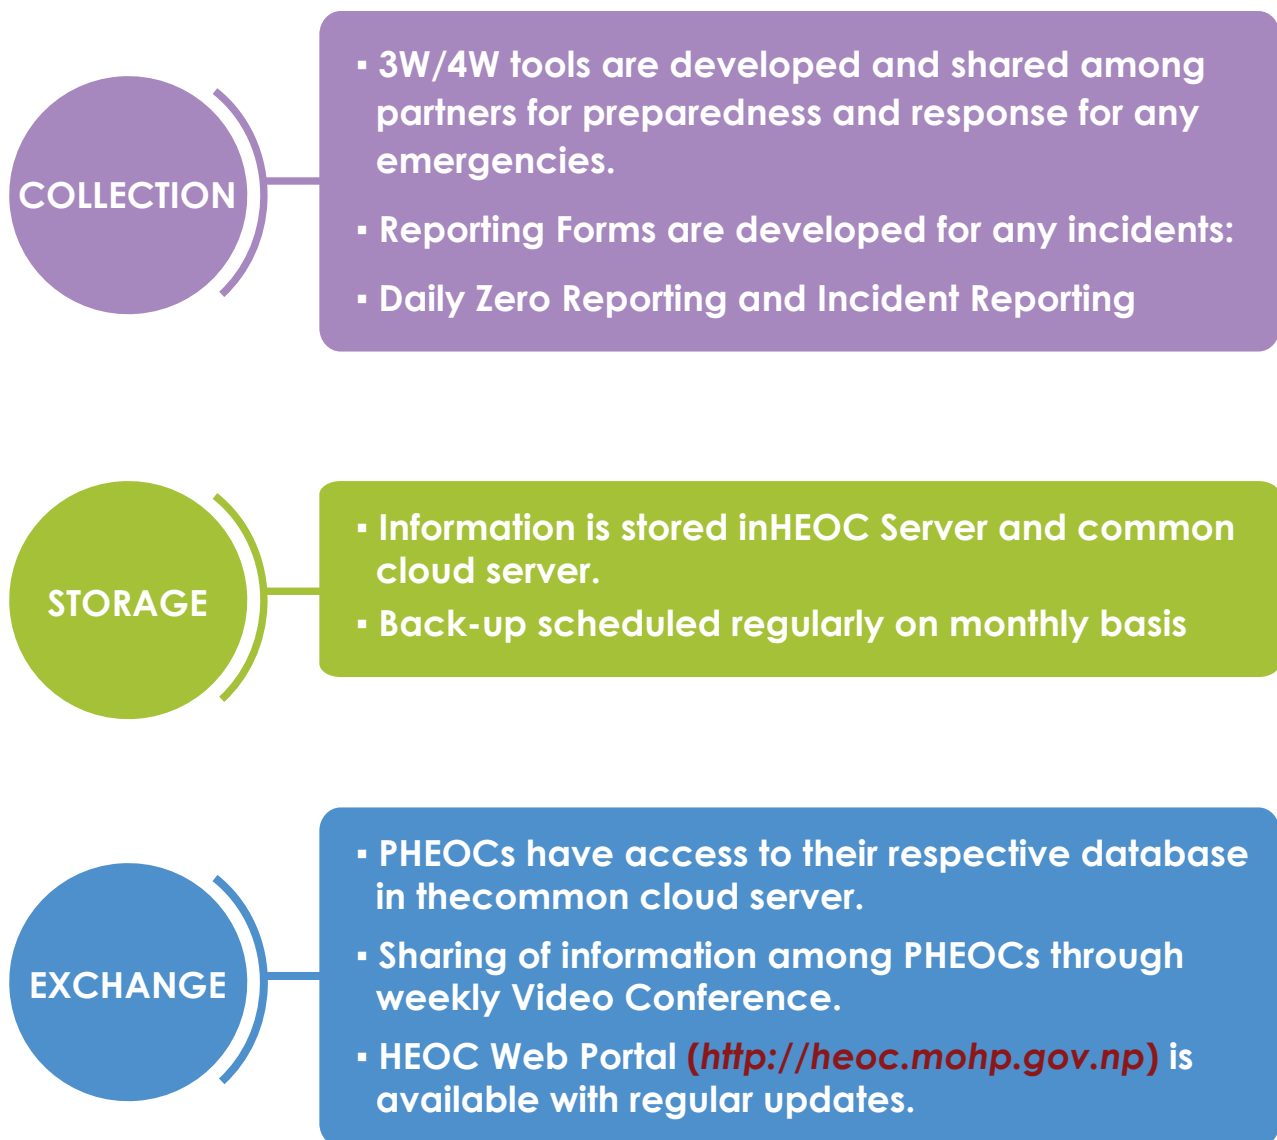 COLLECTION
▪ 3W/4W tools are developed and shared among
partners for preparedness and response for any
emergencies.
▪ Reporting Forms are developed for any incidents:
▪ Daily Zero Reporting and Incident Reporting
STORAGE
▪ Information is stored inHEOC Server and common
cloud server.
▪ Back-up scheduled regularly on monthly basis
EXCHANGE
▪ PHEOCs have access to their respective database
in thecommon cloud server.
▪ Sharing of information among PHEOCs through
weekly Video Conference.
▪ HEOC Web Portal (http://heoc.mohp.gov.np) is
available with regular updates.